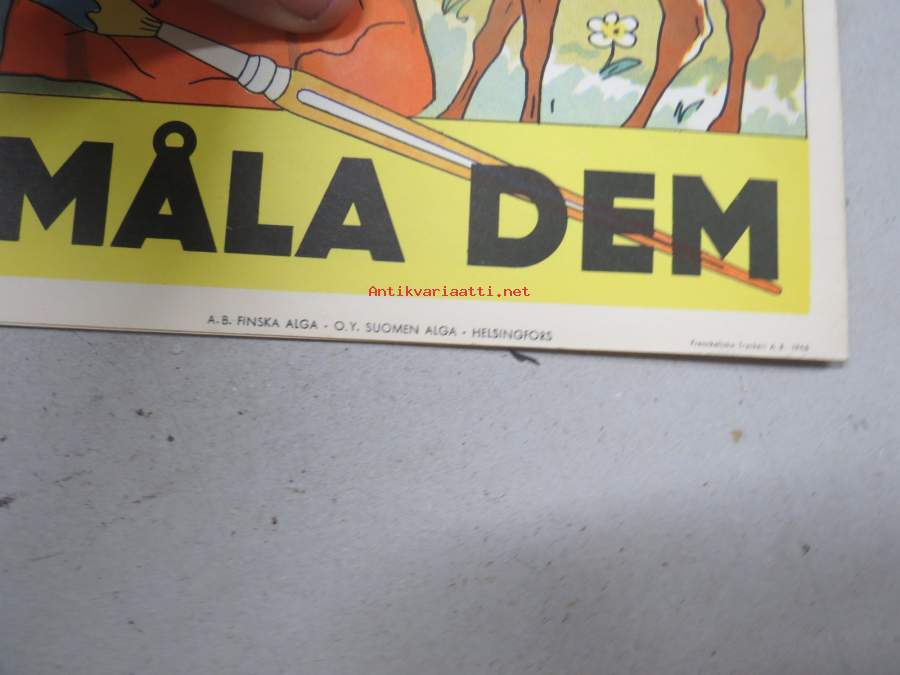 MÅLA DEM
Antikvariaatti.net
A.B. FINSKA ALGA - O.Y. SUOMEN ALGA - HELSINGFORS